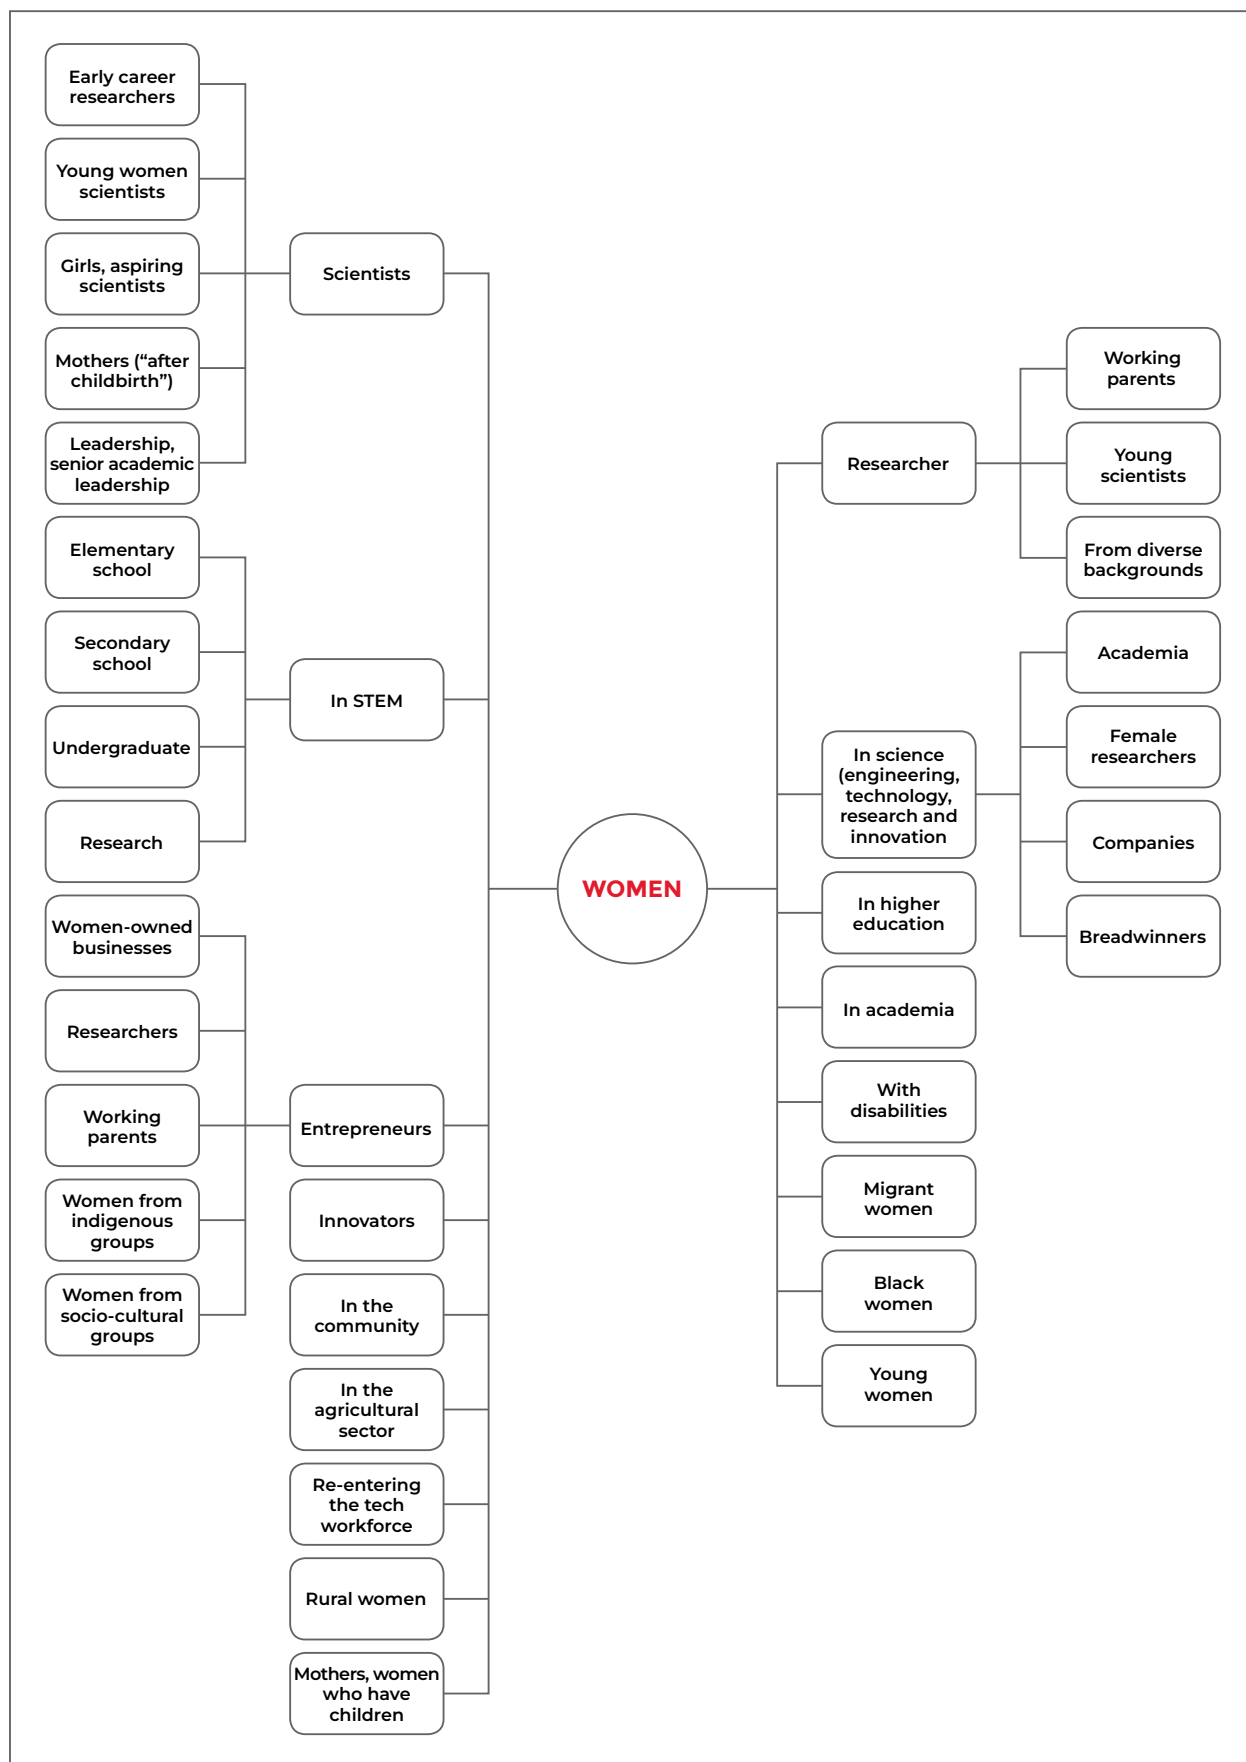 Early career
researchers
Young women
scientists
Girls, aspiring
scientists
Mothers (“after
childbirth”)
Leadership,
senior academic
leadership
Elementary
school
Secondary
school
Undergraduate
Research
Women-owned
businesses
Researchers
Working
parents
Women from
indigenous
groups
Women from
socio-cultural
groups
Scientists
In STEM
Entrepreneurs
Innovators
In the
community
In the
agricultural
sector
Re-entering
the tech
workforce
Rural women
Mothers, women
who have
children
WOMEN
Researcher
In science
(engineering,
technology,
research and
innovation
In higher
education
In academia
With
disabilities
Migrant
women
Black
women
Young
women
Working
parents
Young
scientists
From diverse
backgrounds
Academia
Female
researchers
Companies
Breadwinners